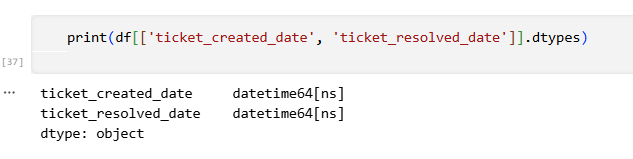 print(df[['ticket_created_date', 'ticket_resolved_date']].dtypes)
[37]
...
ticket_created_date     datetime64[ns]
ticket_resolved_date    datetime64[ns]
dtype: object